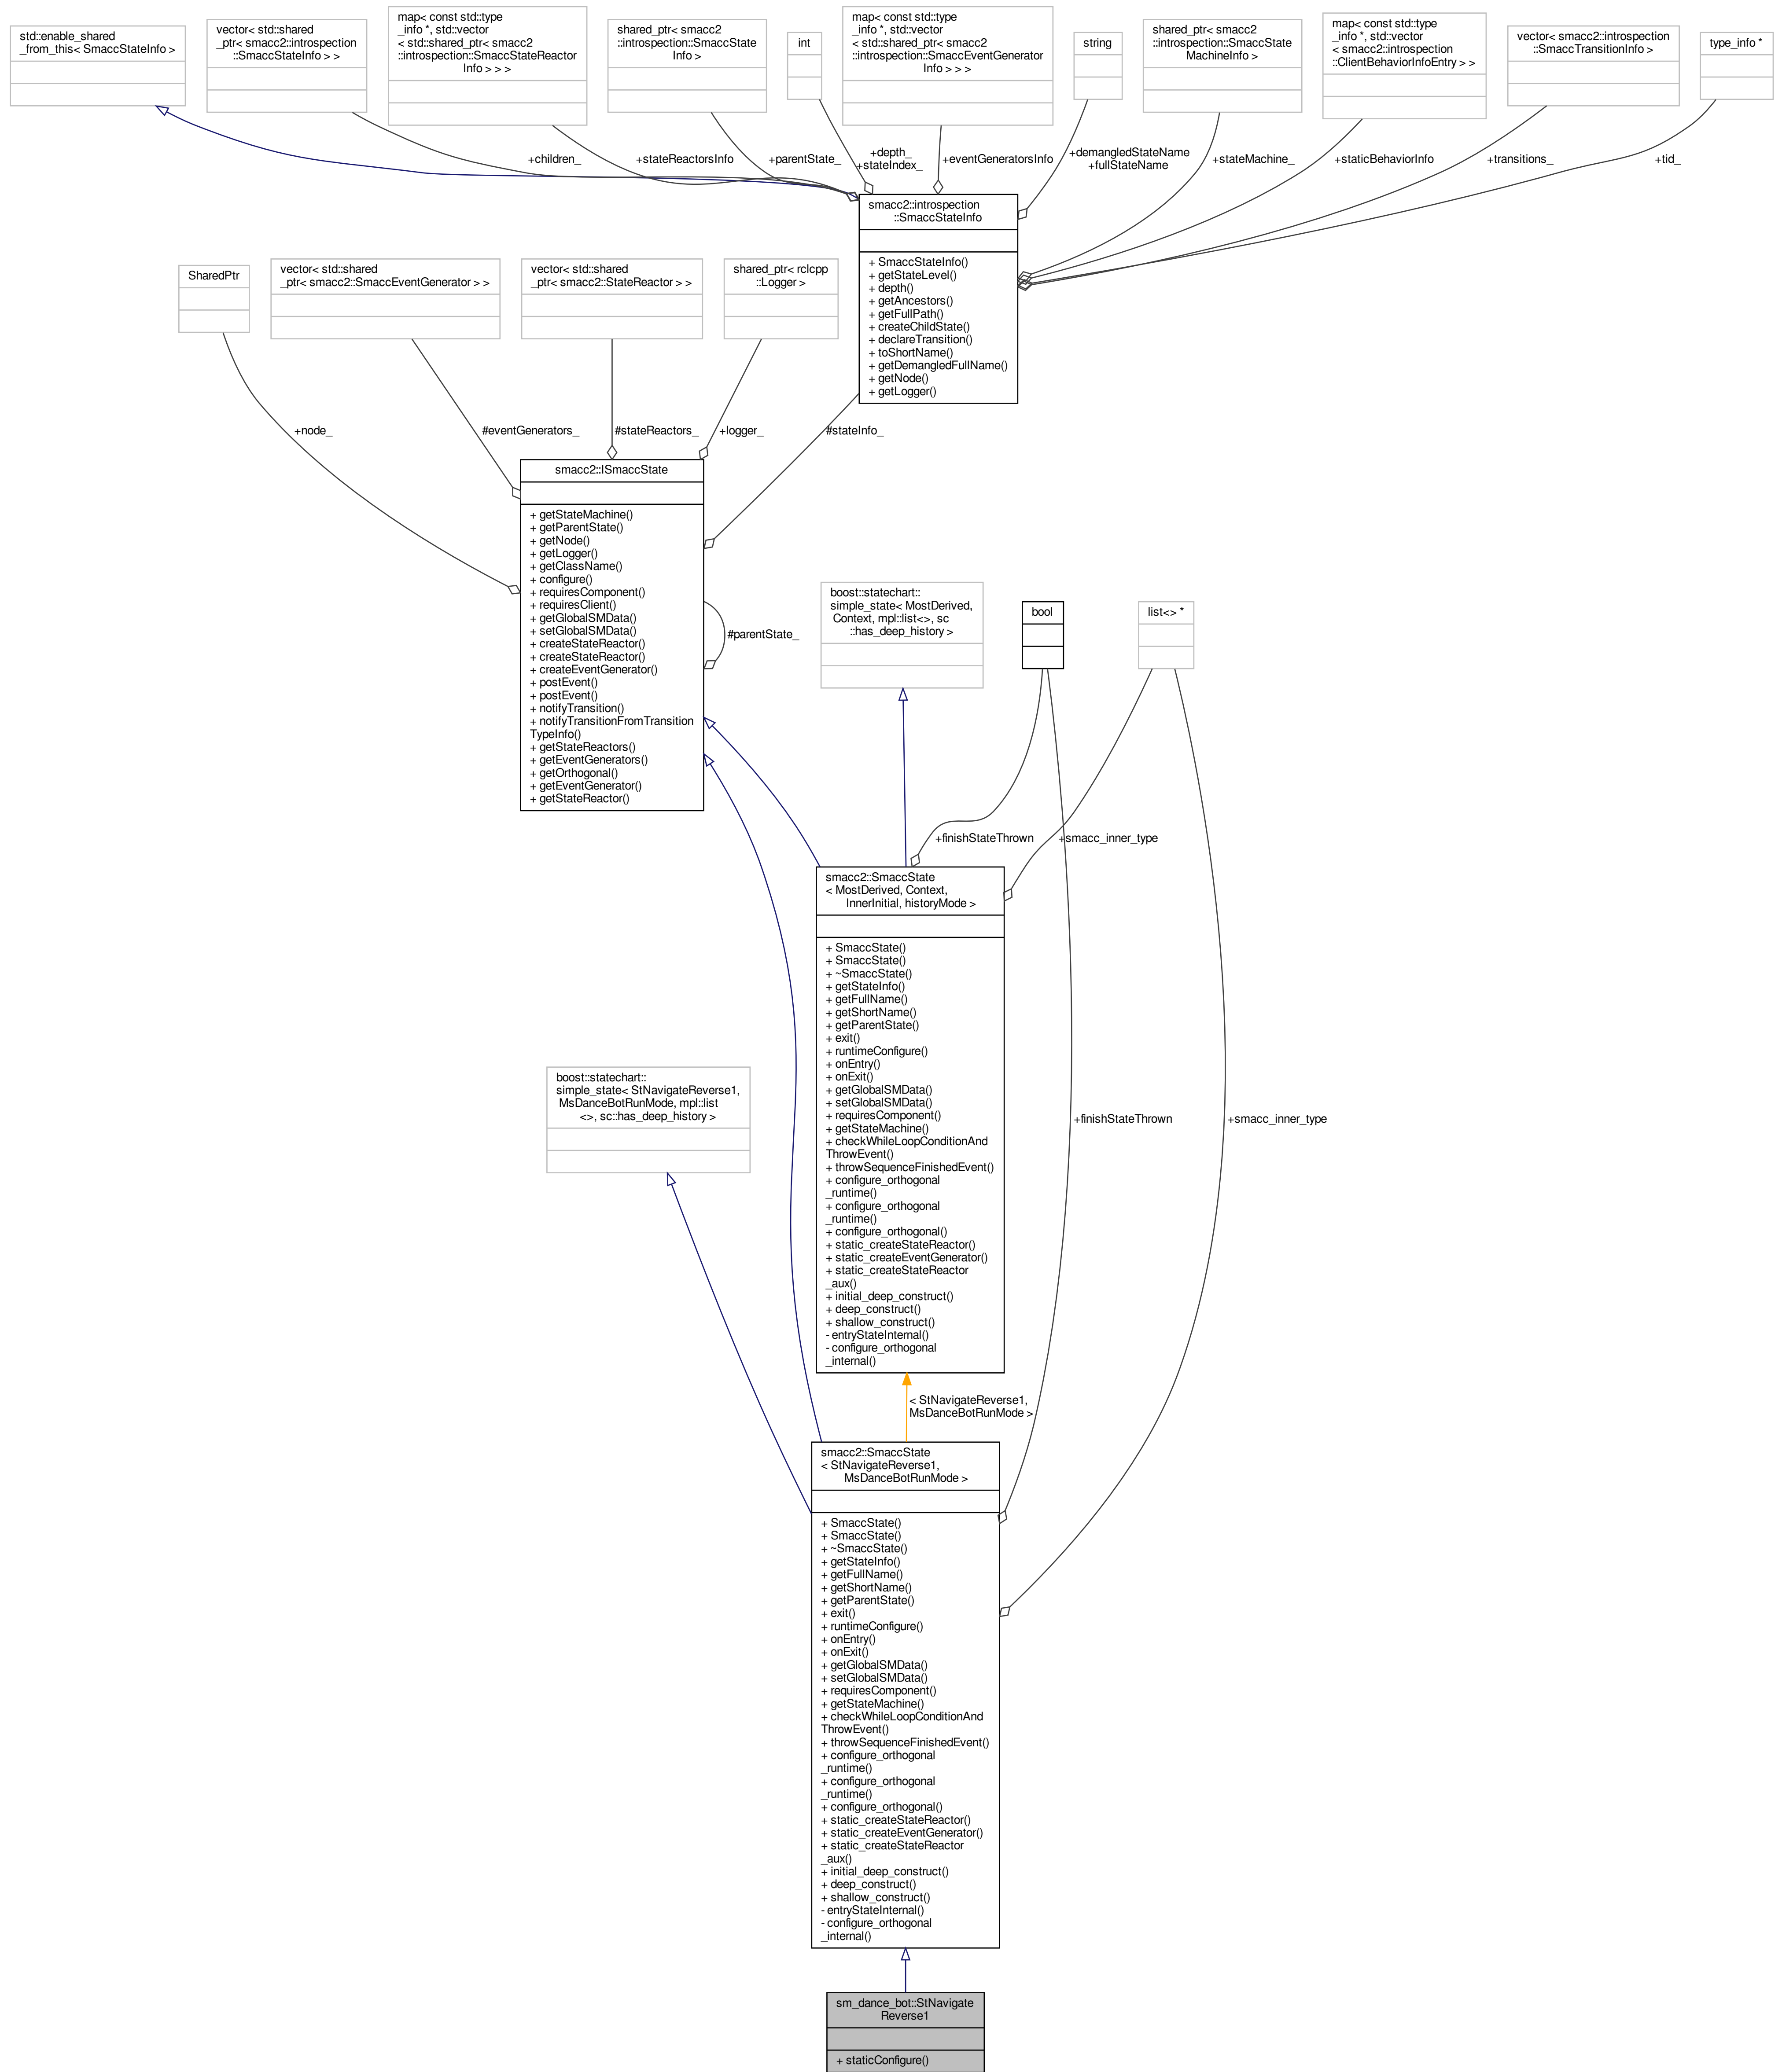 std::enable_shared
_from_this< SmaccStateInfo >
vector< std::shared
_ptr< smacc2::introspection
::SmaccStateInfo > >
map< const std::type
_info *, std::vector
< std::shared_ptr< smacc2
::introspection::SmaccStateReactor
Info > > >
shared_ptr< smacc2
::introspection::SmaccState
Info >
int
map< const std::type
_info *, std::vector
< std::shared_ptr< smacc2
::introspection::SmaccEventGenerator
Info > > >
string
shared_ptr< smacc2
::introspection::SmaccState
MachineInfo >
map< const std::type
_info *, std::vector
< smacc2::introspection
::ClientBehaviorInfoEntry > >
vector< smacc2::introspection
::SmaccTransitionInfo >
type_info *
+children_
+stateReactorsInfo
+parentState_
+depth_
+stateIndex_
+eventGeneratorsInfo
+demangledStateName
+fullStateName
+stateMachine_
+staticBehaviorInfo
+transitions_
+tid_
smacc2::introspection
::SmaccStateInfo
+ SmaccStateInfo()
+ getStateLevel()
+ depth()
+ getAncestors()
+ getFullPath()
+ createChildState()
+ declareTransition()
+ toShortName()
+ getDemangledFullName()
+ getNode()
+ getLogger()
SharedPtr
vector< std::shared
_ptr< smacc2::SmaccEventGenerator > >
vector< std::shared
_ptr< smacc2::StateReactor > >
shared_ptr< rclcpp
::Logger >
+node_
#eventGenerators_
#stateReactors_
+logger_
#stateInfo_
smacc2::ISmaccState
+ getStateMachine()
+ getParentState()
+ getNode()
+ getLogger()
+ getClassName()
+ configure()
+ requiresComponent()
+ requiresClient()
+ getGlobalSMData()
+ setGlobalSMData()
+ createStateReactor()
+ createStateReactor()
+ createEventGenerator()
+ postEvent()
+ postEvent()
+ notifyTransition()
+ notifyTransitionFromTransition
TypeInfo()
+ getStateReactors()
+ getEventGenerators()
+ getOrthogonal()
+ getEventGenerator()
+ getStateReactor()
#parentState_
boost::statechart::
simple_state< MostDerived,
Context, mpl::list<>, sc
::has_deep_history >
bool
list<> *
+finishStateThrown
+smacc_inner_type
smacc2::SmaccState
< MostDerived, Context,
InnerInitial, historyMode >
+ SmaccState()
+ SmaccState()
+ ~SmaccState()
+ getStateInfo()
+ getFullName()
+ getShortName()
+ getParentState()
+ exit()
+ runtimeConfigure()
+ onEntry()
+ onExit()
+ getGlobalSMData()
+ setGlobalSMData()
+ requiresComponent()
+ getStateMachine()
+ checkWhileLoopConditionAnd
ThrowEvent()
+ throwSequenceFinishedEvent()
+ configure_orthogonal
_runtime()
+ configure_orthogonal
_runtime()
+ configure_orthogonal()
+ static_createStateReactor()
+ static_createEventGenerator()
+ static_createStateReactor
_aux()
+ initial_deep_construct()
+ deep_construct()
+ shallow_construct()
- entryStateInternal()
- configure_orthogonal
_internal()
boost::statechart::
simple_state< StNavigateReverse1,
MsDanceBotRunMode, mpl::list
<>, sc::has_deep_history >
+finishStateThrown
+smacc_inner_type
< StNavigateReverse1,
MsDanceBotRunMode >
smacc2::SmaccState
< StNavigateReverse1,
MsDanceBotRunMode >
+ SmaccState()
+ SmaccState()
+ ~SmaccState()
+ getStateInfo()
+ getFullName()
+ getShortName()
+ getParentState()
+ exit()
+ runtimeConfigure()
+ onEntry()
+ onExit()
+ getGlobalSMData()
+ setGlobalSMData()
+ requiresComponent()
+ getStateMachine()
+ checkWhileLoopConditionAnd
ThrowEvent()
+ throwSequenceFinishedEvent()
+ configure_orthogonal
_runtime()
+ configure_orthogonal
_runtime()
+ configure_orthogonal()
+ static_createStateReactor()
+ static_createEventGenerator()
+ static_createStateReactor
_aux()
+ initial_deep_construct()
+ deep_construct()
+ shallow_construct()
- entryStateInternal()
- configure_orthogonal
_internal()
sm_dance_bot::StNavigate
Reverse1
+ staticConfigure()